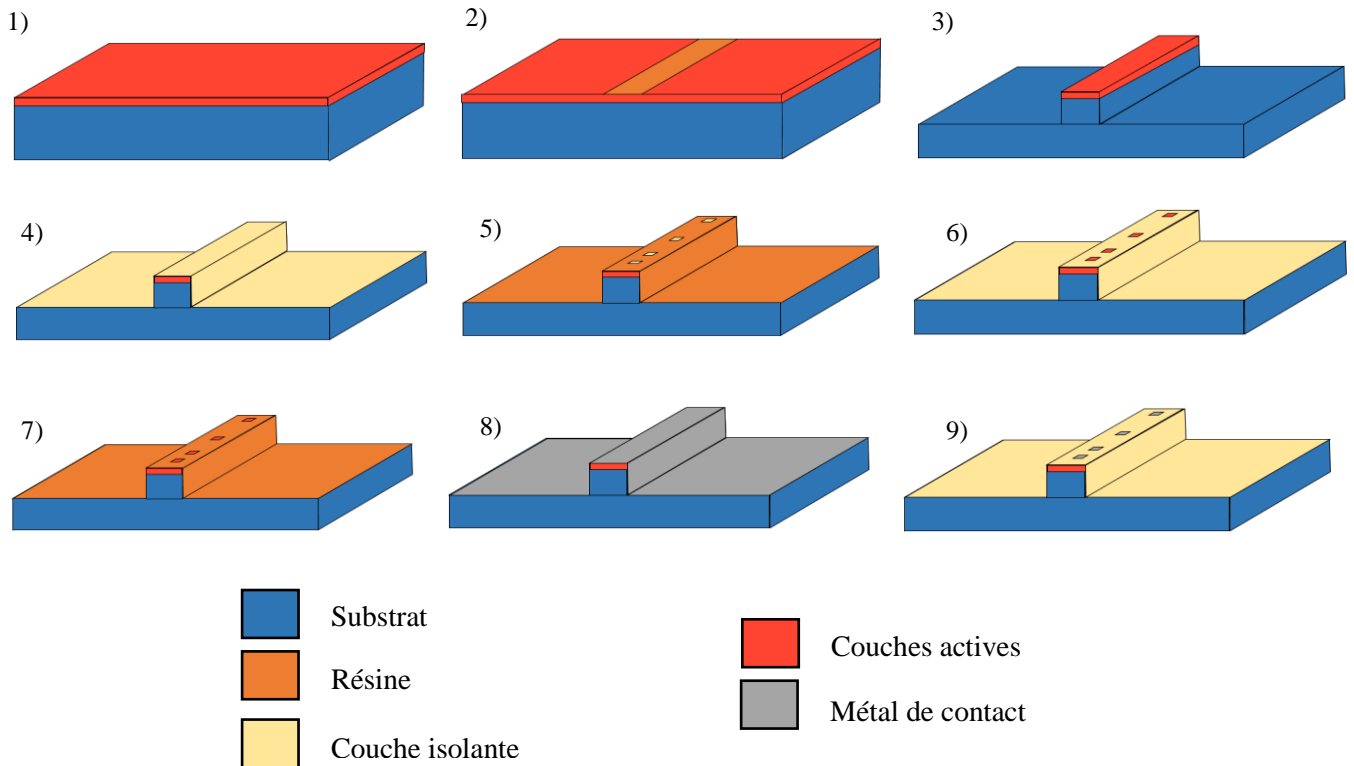 1)
2)
3)
4)
5)
6)
7)
8)
9)
Substrat
Résine
Couche isolante
Couches actives
Métal de contact